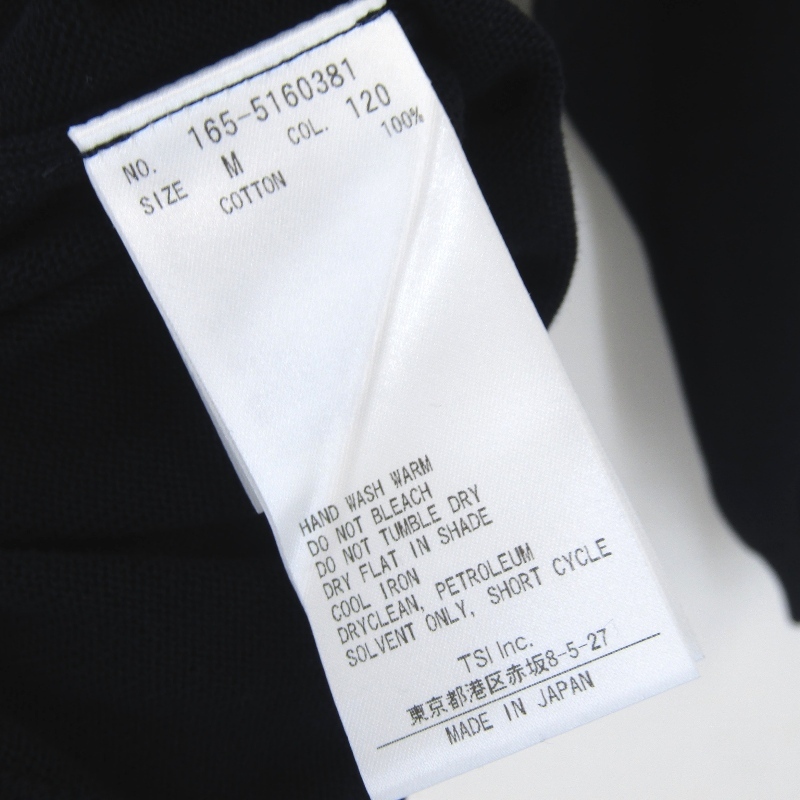 NO. 165-5160381
SIZE M COL. 120
COTTON 100%
HAND WASH WARM
DO NOT BLEACH
DO NOT TUMBLE DRY
DRY FLAT IN SHADE
COOL IRON
DRYCLEAN, PETROLEUM
SOLVENT ONLY, SHORT CYCLE
TSI Inc.
東京都港区赤坂8-5-27
MADE IN JAPAN